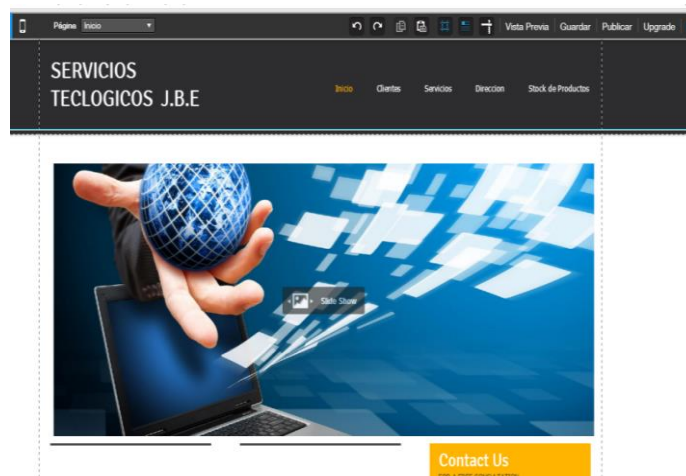 Página Inicio Vista Previa Guardar Publicar Upgrade
SERVICIOS
TECLOGICOS J.B.E
Inicio Clientes Servicios Direccion Stock de Productos
Slide Show
Contact Us